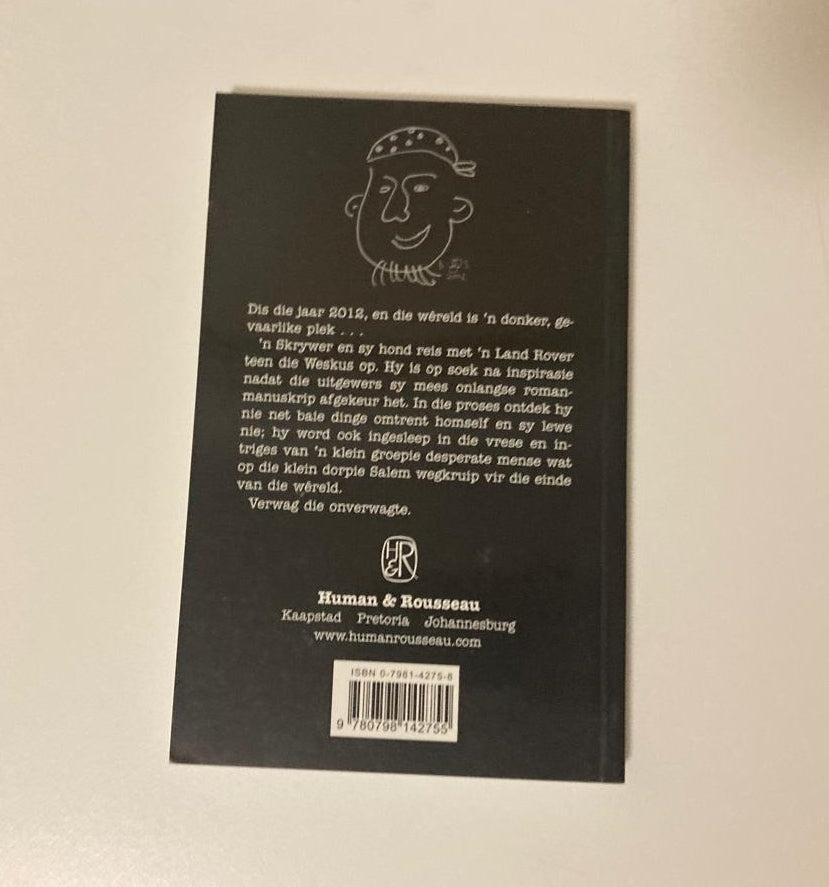 Dis die jaar 2012, en die wêreld is 'n donker, ge-
vaarlike plek . . .
'n Skrywer en sy hond reis met 'n Land Rover
teen die Weskus op. Hy is op soek na inspirasie
nadat die uitgewers sy mees onlangse roman-
manuskrip afgekeur het. In die proses ontdek hy
nie net baie dinge omtrent homself en sy lewe
nie; hy word ook ingesleep in die vrese en in-
triges van 'n klein groepie desperate mense wat
op die klein dorpie Salem wegkruip vir die einde
van die wêreld.
Verwag die onverwagte.
H&R
Human & Rousseau
Kaapstad Pretoria Johannesburg
www.humanrousseau.com
ISBN 0-7981-4275-8
9 780798 142755